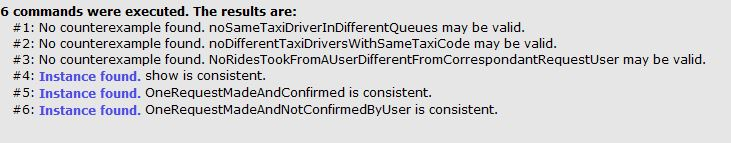 6 commands were executed. The results are:
#1: No counterexample found. noSameTaxiDriverInDifferentQueues may be valid.
#2: No counterexample found. noDifferentTaxiDriversWithSameTaxiCode may be valid.
#3: No counterexample found. NoRidesTookFromAUserDifferentFromCorrespondantRequestUser may be valid.
#4: Instance found. show is consistent.
#5: Instance found. OneRequestMadeAndConfirmed is consistent.
#6: Instance found. OneRequestMadeAndNotConfirmedByUser is consistent.